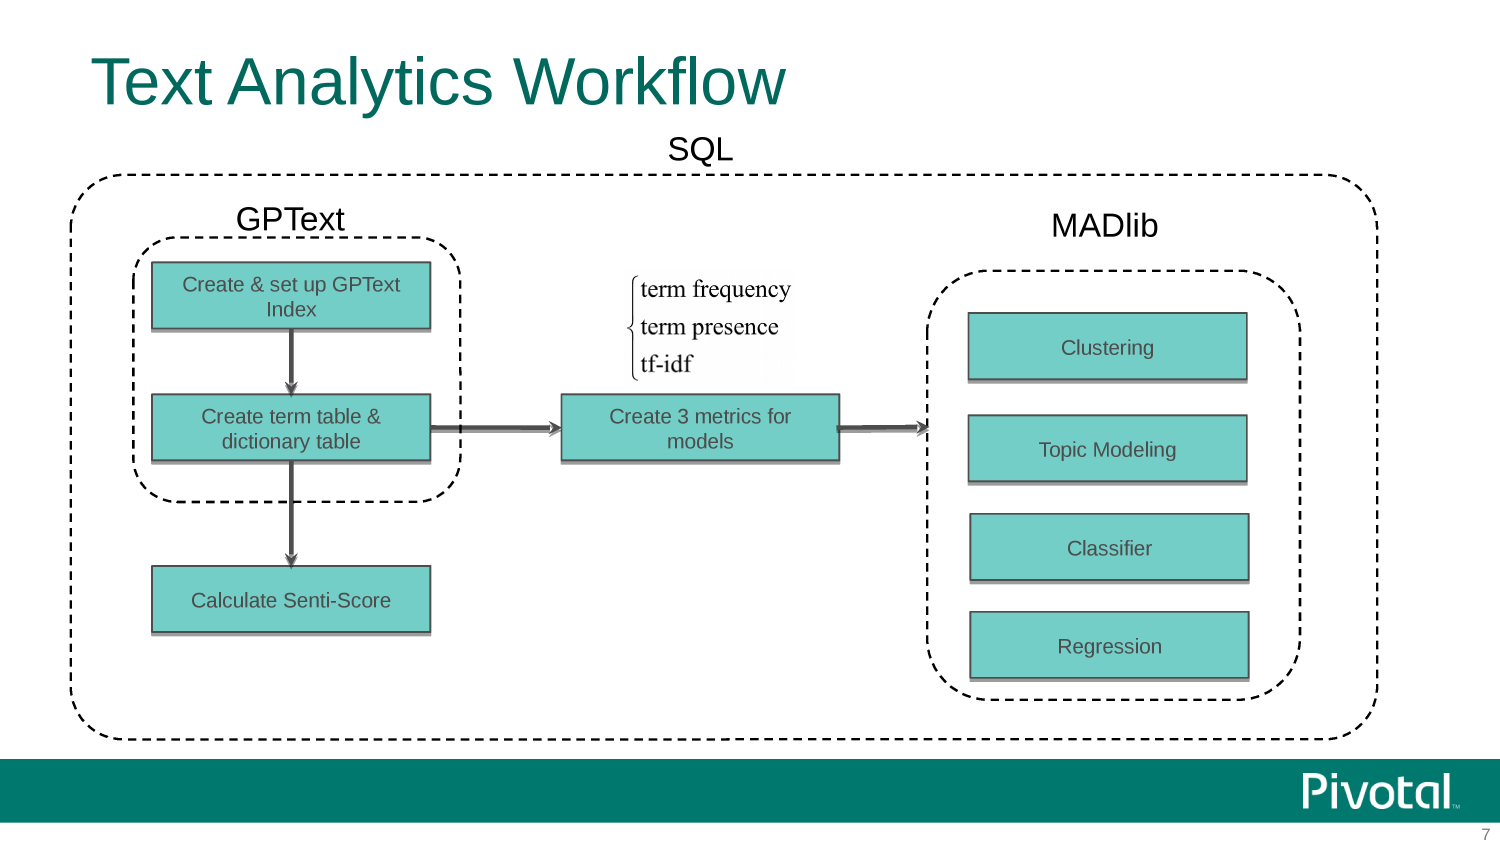 Text Analytics Workflow
SQL
GPText
MADlib
Create & set up GPText
Index
term frequency
term presence
tf-idf
Clustering
Create term table &
dictionary table
Create 3 metrics for
models
Topic Modeling
Classifier
Calculate Senti-Score
Regression
Pivotal™
7